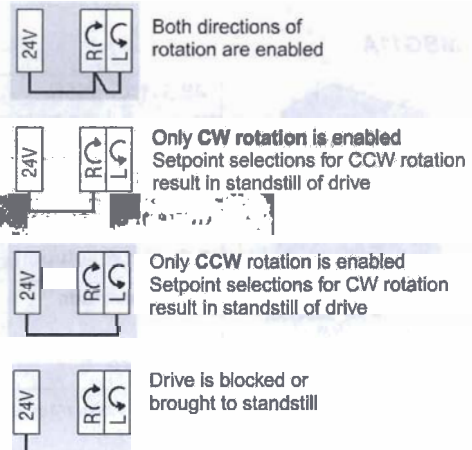 24V R L Both directions of
rotation are enabled
24V R L Only CW rotation is enabled
Setpoint selections for CCW rotation
result in standstill of drive
24V R L Only CCW rotation is enabled
Setpoint selections for CW rotation
result in standstill of drive
24V R L Drive is blocked or
brought to standstill